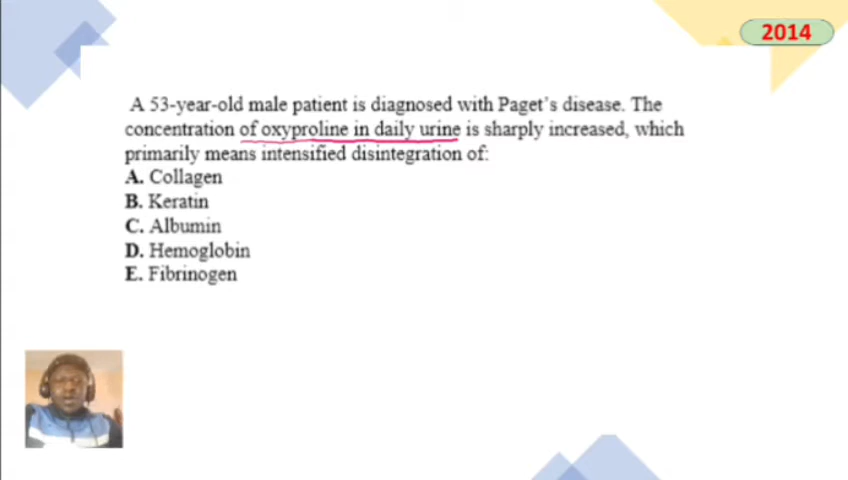 2014
A 53-year-old male patient is diagnosed with Paget's disease. The
concentration of oxyproline in daily urine is sharply increased, which
primarily means intensified disintegration of:
A. Collagen
B. Keratin
C. Albumin
D. Hemoglobin
E. Fibrinogen